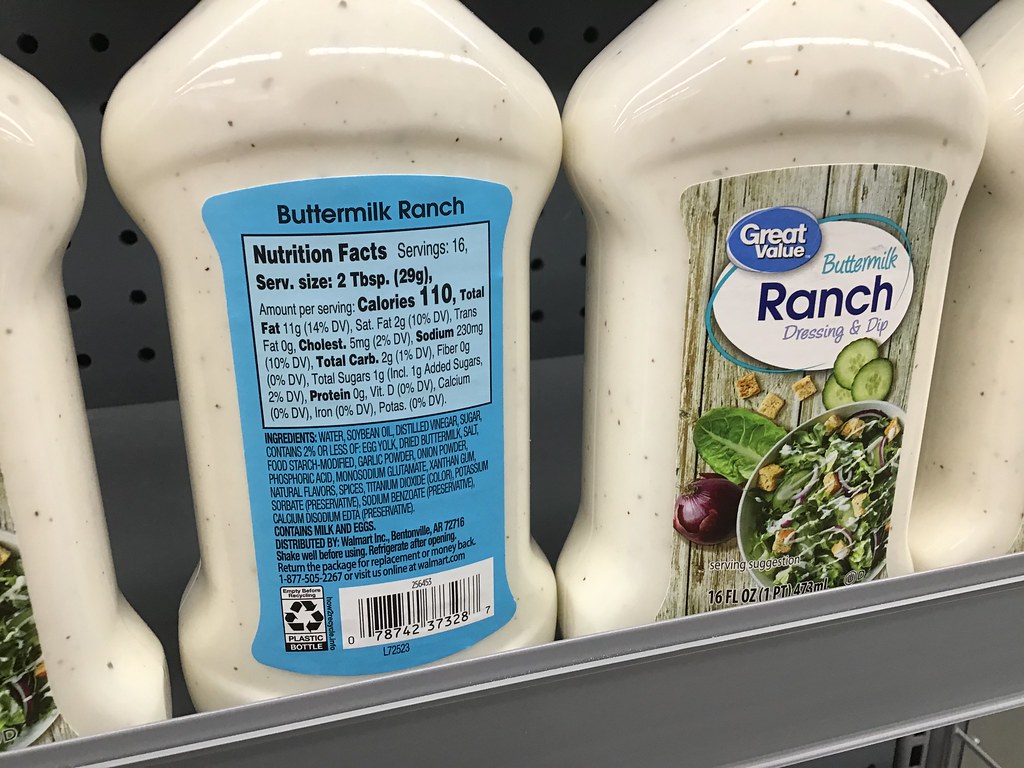 Buttermilk Ranch
Nutrition Facts Servings: 16,
Serv. size: 2 Tbsp. (29g),
Amount per serving: Calories 110, Total
Fat 11g (14% DV), Sat. Fat 2g (10% DV), Trans
Fat 0g, Cholest. 5mg (2% DV), Sodium 230mg
(10% DV), Total Carb. 2g (1% DV), Fiber 0g
(0% DV), Total Sugars 1g (Incl. 1g Added Sugars,
2% DV), Protein 0g, Vit. D (0% DV), Calcium
(0% DV), Iron (0% DV), Potas. (0% DV).
INGREDIENTS: WATER, SOYBEAN OIL, DISTILLED VINEGAR, SUGAR,
CONTAINS 2% OR LESS OF: EGG YOLK, DRIED BUTTERMILK, SALT,
FOOD STARCH-MODIFIED, GARLIC POWDER, ONION POWDER,
PHOSPHORIC ACID, MONOSODIUM GLUTAMATE, XANTHAN GUM,
NATURAL FLAVORS, SPICES, TITANIUM DIOXIDE (COLOR), POTASSIUM
SORBATE (PRESERVATIVE), SODIUM BENZOATE (PRESERVATIVE),
CALCIUM DISODIUM EDTA (PRESERVATIVE).
CONTAINS MILK AND EGGS.
DISTRIBUTED BY: Walmart Inc., Bentonville, AR 72716
Shake well before using. Refrigerate after opening.
Return the package for replacement or money back.
1-877-505-2267 or visit us online at walmart.com
Empty Before
Recycling
PLASTIC
BOTTLE
how2recycle.info
256453
0 78742 37328 7
L72523
Great
Value™
Buttermilk
Ranch
Dressing & Dip
serving suggestion
16 FL OZ (1 PT) 473 ml
U D
D